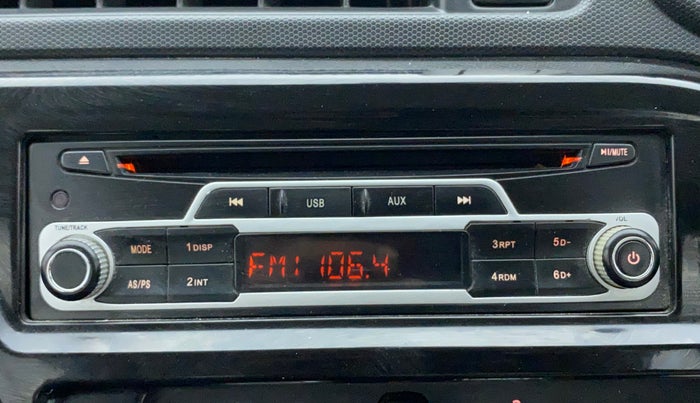 ⏏ ⏯/MUTE
⏮ USB AUX ⏭
TUNE/TRACK VOL
MODE 1 DISP 3 RPT 5 D-
FM1 106.4
AS/PS 2 INT 4 RDM 6 D+